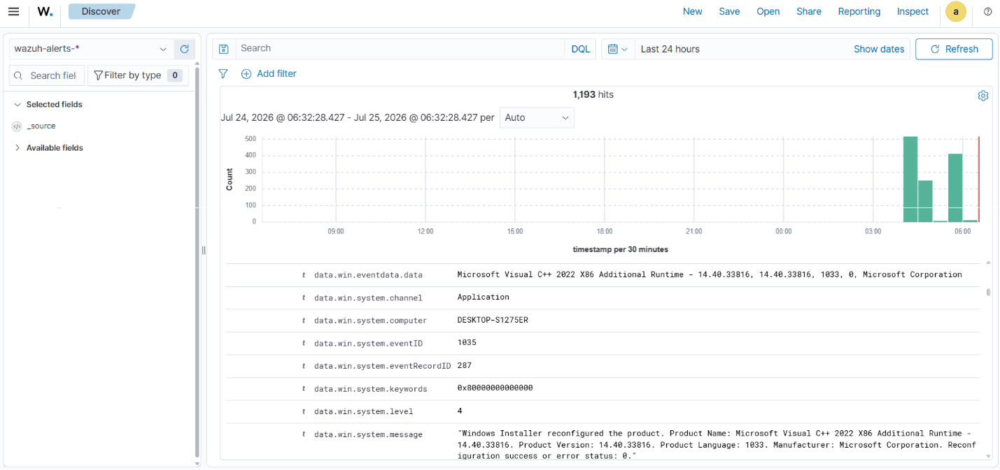 W. Discover New Save Open Share Reporting Inspect a
wazuh-alerts-*
Search DQL Last 24 hours Show dates Refresh
Search fiel Filter by type 0
Add filter
Selected fields
_source
Available fields
1,193 hits
Jul 24, 2026 @ 06:32:28.427 - Jul 25, 2026 @ 06:32:28.427 per Auto
Count
500
400
300
200
100
0
09:00 12:00 15:00 18:00 21:00 00:00 03:00 06:00
timestamp per 30 minutes
t data.win.eventdata.data Microsoft Visual C++ 2022 X86 Additional Runtime - 14.40.33816, 14.40.33816, 1033, 0, Microsoft Corporation
t data.win.system.channel Application
t data.win.system.computer DESKTOP-S1275ER
t data.win.system.eventID 1035
t data.win.system.eventRecordID 287
t data.win.system.keywords 0x80000000000000
t data.win.system.level 4
t data.win.system.message "Windows Installer reconfigured the product. Product Name: Microsoft Visual C++ 2022 X86 Additional Runtime -
14.40.33816. Product Version: 14.40.33816. Product Language: 1033. Manufacturer: Microsoft Corporation. Reconf
iguration success or error status: 0."